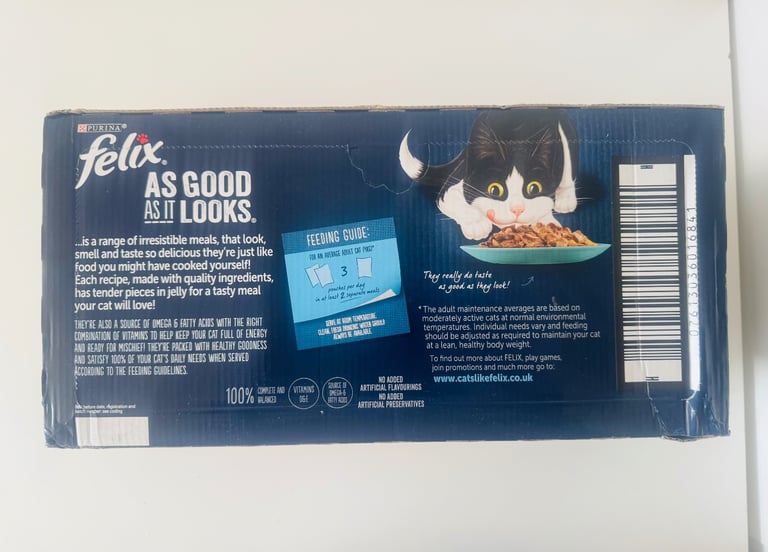 PURINA
felix
AS GOOD
AS IT LOOKS.
...is a range of irresistible meals, that look,
smell and taste so delicious they're just like
food you might have cooked yourself!
Each recipe, made with quality ingredients,
has tender pieces in jelly for a tasty meal
your cat will love!
THEY'RE ALSO A SOURCE OF OMEGA 6 FATTY ACIDS WITH THE RIGHT
COMBINATION OF VITAMINS TO HELP KEEP YOUR CAT FULL OF ENERGY
AND READY FOR MISCHIEF! THEY'RE PACKED WITH HEALTHY GOODNESS
AND SATISFY 100% OF YOUR CAT'S DAILY NEEDS WHEN SERVED
ACCORDING TO THE FEEDING GUIDELINES.
before date, registration and
batch number: see coding
FEEDING GUIDE:
FOR AN AVERAGE ADULT CAT
3
pouches per day
in at least 2 separate meals
SERVE AT ROOM TEMPERATURE.
CLEAN, FRESH DRINKING WATER SHOULD
ALWAYS BE AVAILABLE.
100% COMPLETE AND
BALANCED
VITAMINS
D&E
SOURCE OF
OMEGA-6
FATTY ACIDS
NO ADDED
ARTIFICIAL FLAVOURINGS
NO ADDED
ARTIFICIAL PRESERVATIVES
They really do taste
as good as they look!
* The adult maintenance averages are based on
moderately active cats at normal environmental
temperatures. Individual needs vary and feeding
should be adjusted as required to maintain your cat
at a lean, healthy body weight.
To find out more about FELIX, play games,
join promotions and much more go to:
www.catslikefelix.co.uk
07613036016841